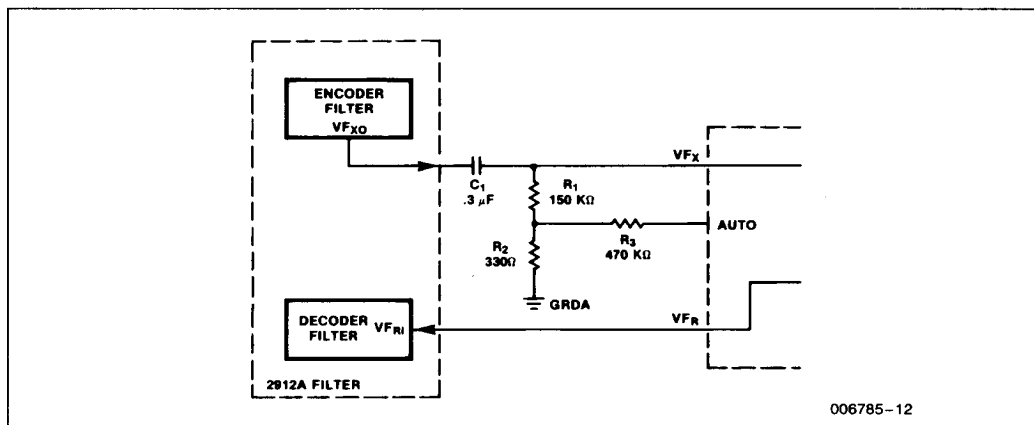 ENCODER
FILTER
VFXO
VFX
C1
.3 μF
R1
150 KΩ
AUTO
R2
330Ω
R3
470 KΩ
GRDA
DECODER
FILTER
VFRI
VFR
2912A FILTER
006785-12